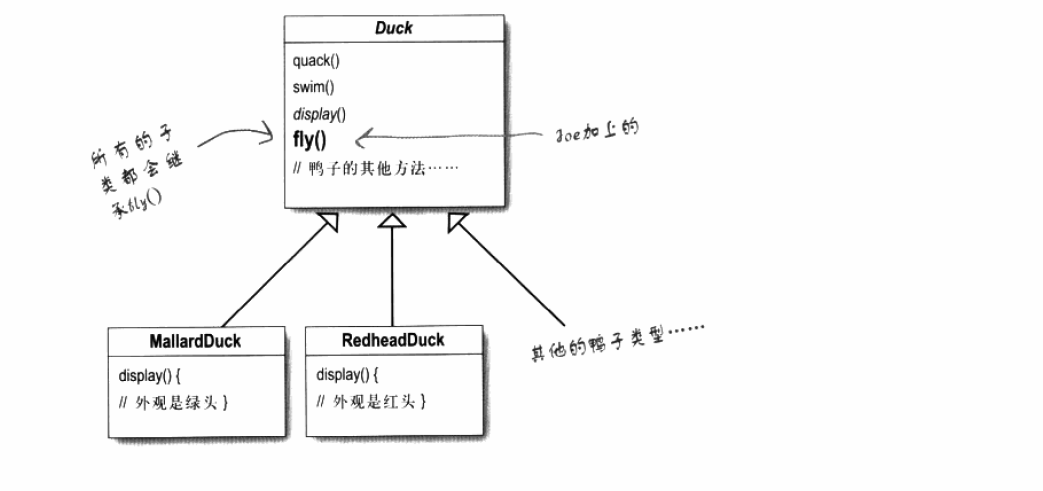 Duck
quack()
swim()
display()
fly()
// 鸭子的其他方法……
所有的子
类都会继
承fly()
Joe加上的
MallardDuck
display() {
// 外观是绿头 }
RedheadDuck
display() {
// 外观是红头 }
其他的鸭子类型……